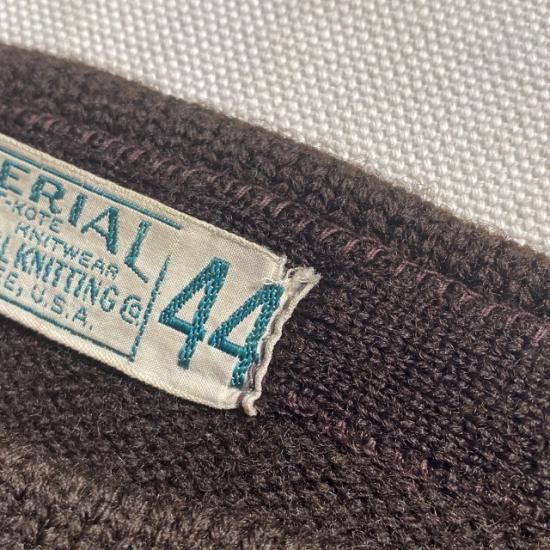 ERIAL
-KOTE
KNITWEAR
L KNITTING CO.
E, U.S.A.
44